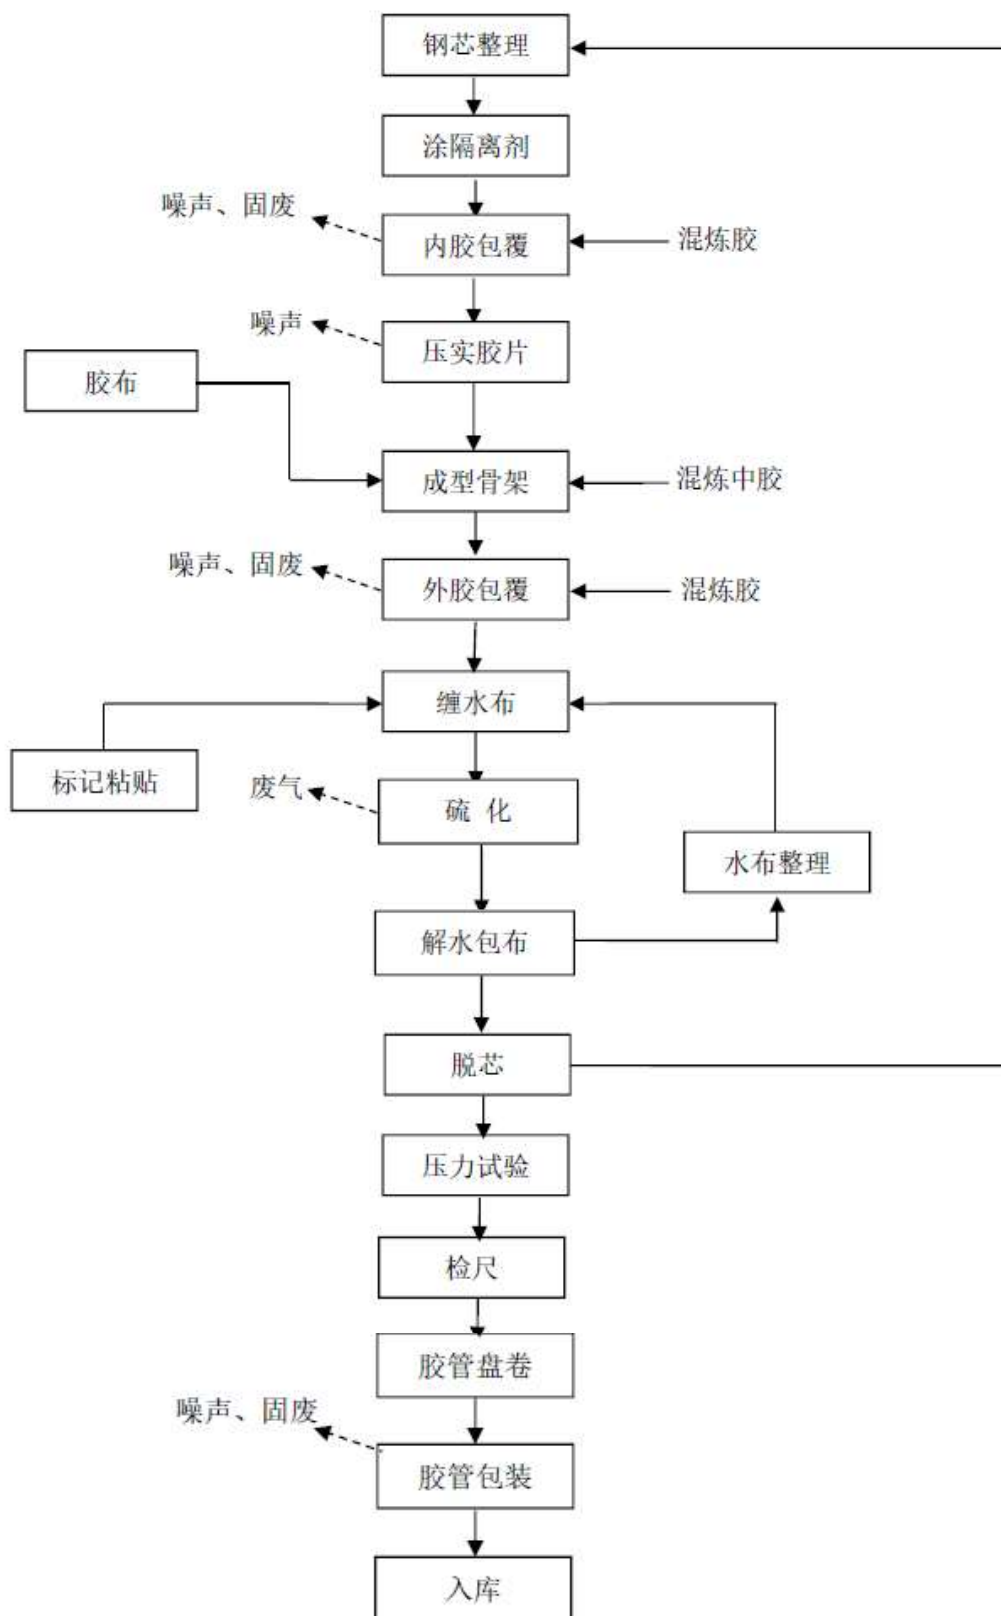 钢芯整理
涂隔离剂
噪声、固废
内胶包覆
混炼胶
噪声
压实胶片
胶布
成型骨架
混炼中胶
噪声、固废
外胶包覆
混炼胶
缠水布
标记粘贴
废气
硫 化
水布整理
解水包布
脱芯
压力试验
检尺
胶管盘卷
噪声、固废
胶管包装
入库